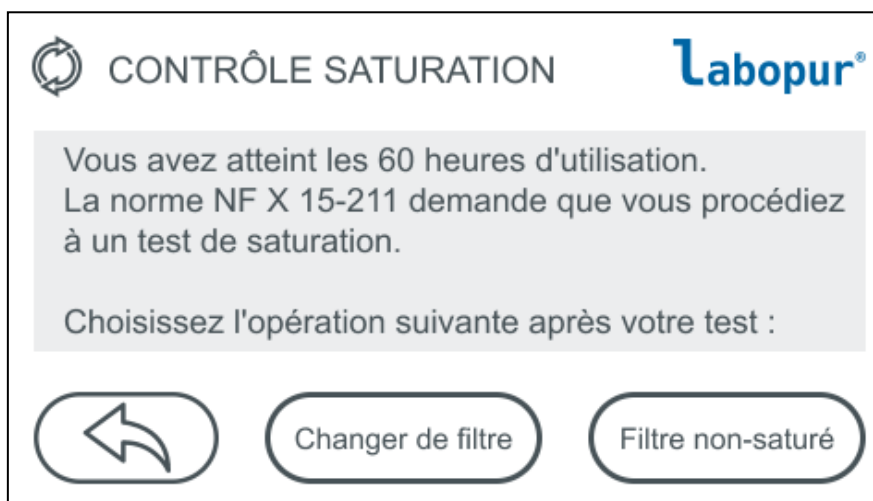 CONTRÔLE SATURATION
Labopur®
Vous avez atteint les 60 heures d'utilisation.
La norme NF X 15-211 demande que vous procédiez
à un test de saturation.
Choisissez l'opération suivante après votre test :
Changer de filtre
Filtre non-saturé